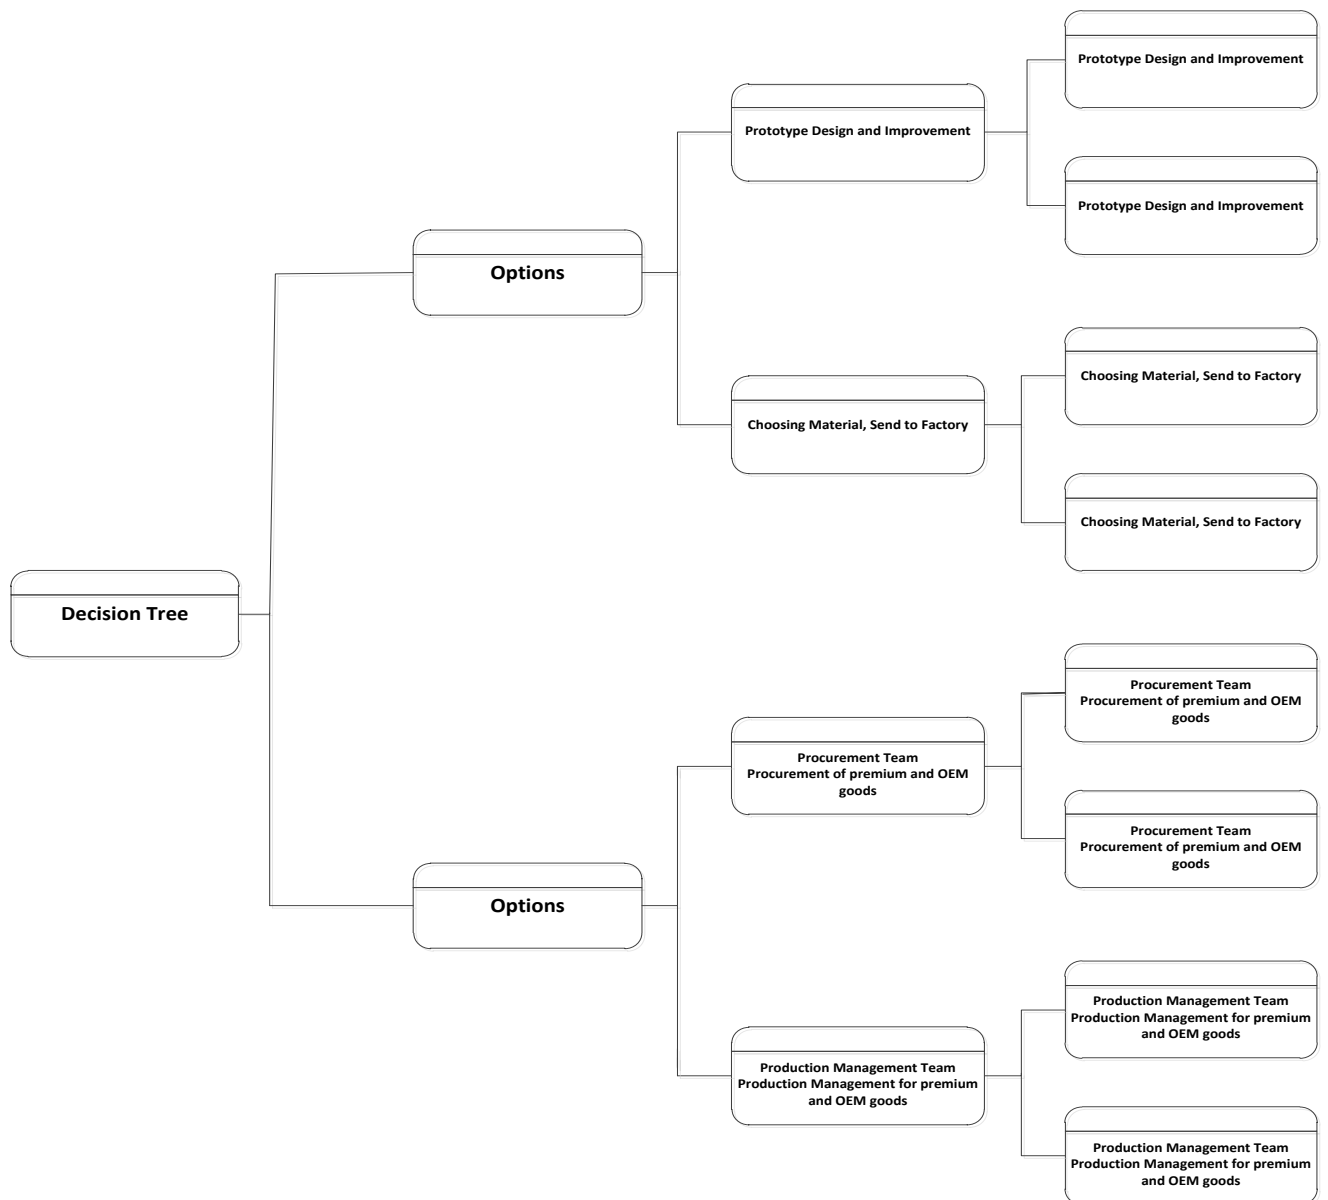 Decision Tree
Options
Prototype Design and Improvement
Prototype Design and Improvement
Prototype Design and Improvement
Choosing Material, Send to Factory
Choosing Material, Send to Factory
Choosing Material, Send to Factory
Options
Procurement Team
Procurement of premium and OEM
goods
Procurement Team
Procurement of premium and OEM
goods
Procurement Team
Procurement of premium and OEM
goods
Production Management Team
Production Management for premium
and OEM goods
Production Management Team
Production Management for premium
and OEM goods
Production Management Team
Production Management for premium
and OEM goods